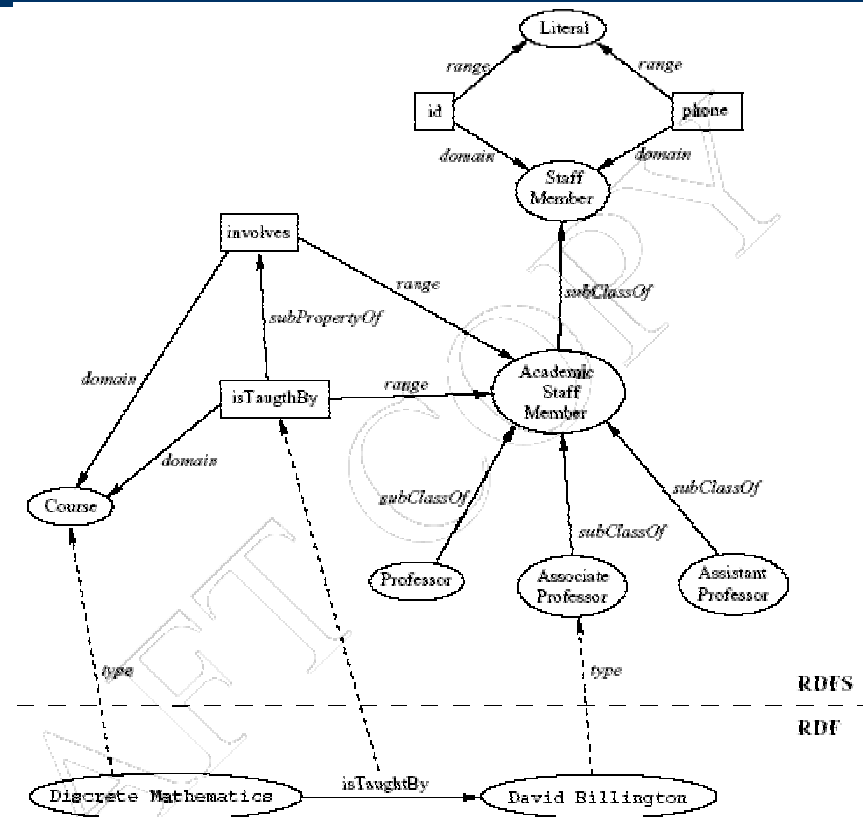 Literal
range
range
id
phone
domain
domain
Staff
Member
involves
range
subClassOf
subPropertyOf
domain
range
Academic
Staff
Member
isTaugthBy
domain
Course
subClassOf
subClassOf
subClassOf
Professor
Associate
Professor
Assistant
Professor
type
type
RDFS
RDF
isTaughtBy
Discrete Mathematics
David Billington
AFT COPY